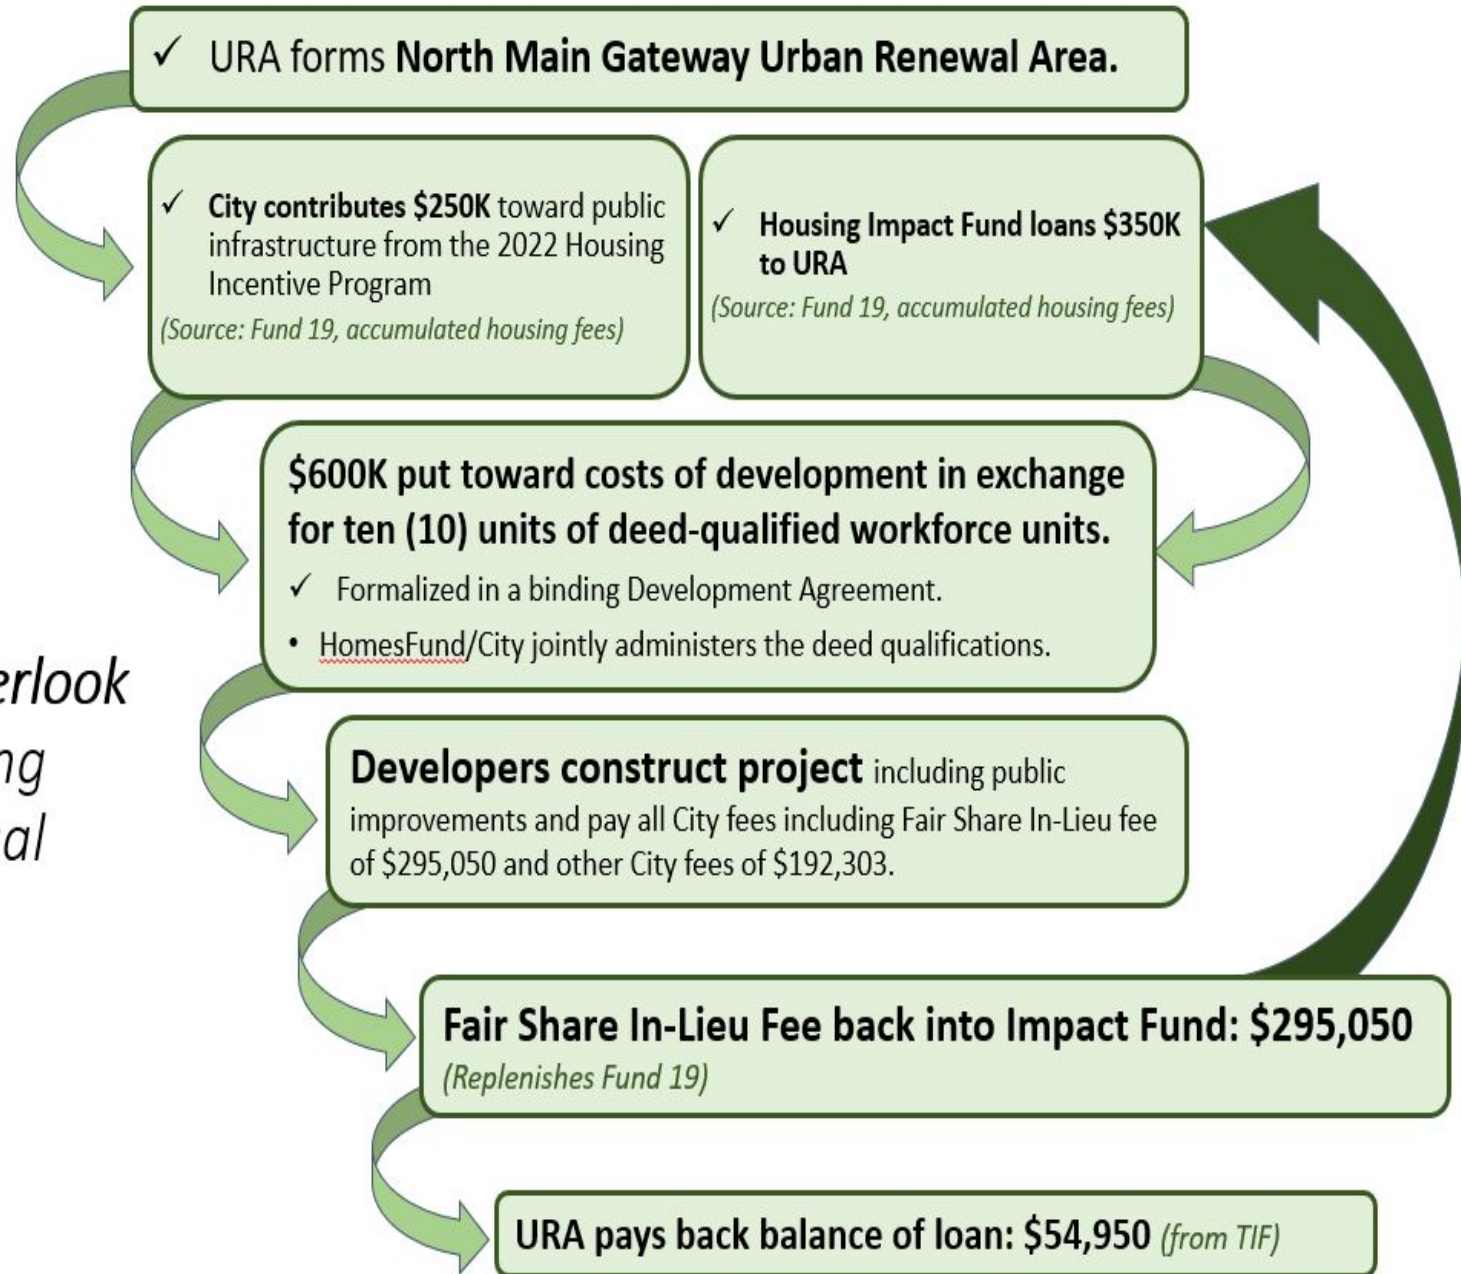 ✓ URA forms North Main Gateway Urban Renewal Area.
✓ City contributes $250K toward public
infrastructure from the 2022 Housing
Incentive Program
(Source: Fund 19, accumulated housing fees)
✓ Housing Impact Fund loans $350K
to URA
(Source: Fund 19, accumulated housing fees)
$600K put toward costs of development in exchange
for ten (10) units of deed-qualified workforce units.
✓ Formalized in a binding Development Agreement.
• HomesFund/City jointly administers the deed qualifications.
erlook
ng
al
Developers construct project including public
improvements and pay all City fees including Fair Share In-Lieu fee
of $295,050 and other City fees of $192,303.
Fair Share In-Lieu Fee back into Impact Fund: $295,050
(Replenishes Fund 19)
URA pays back balance of loan: $54,950 (from TIF)